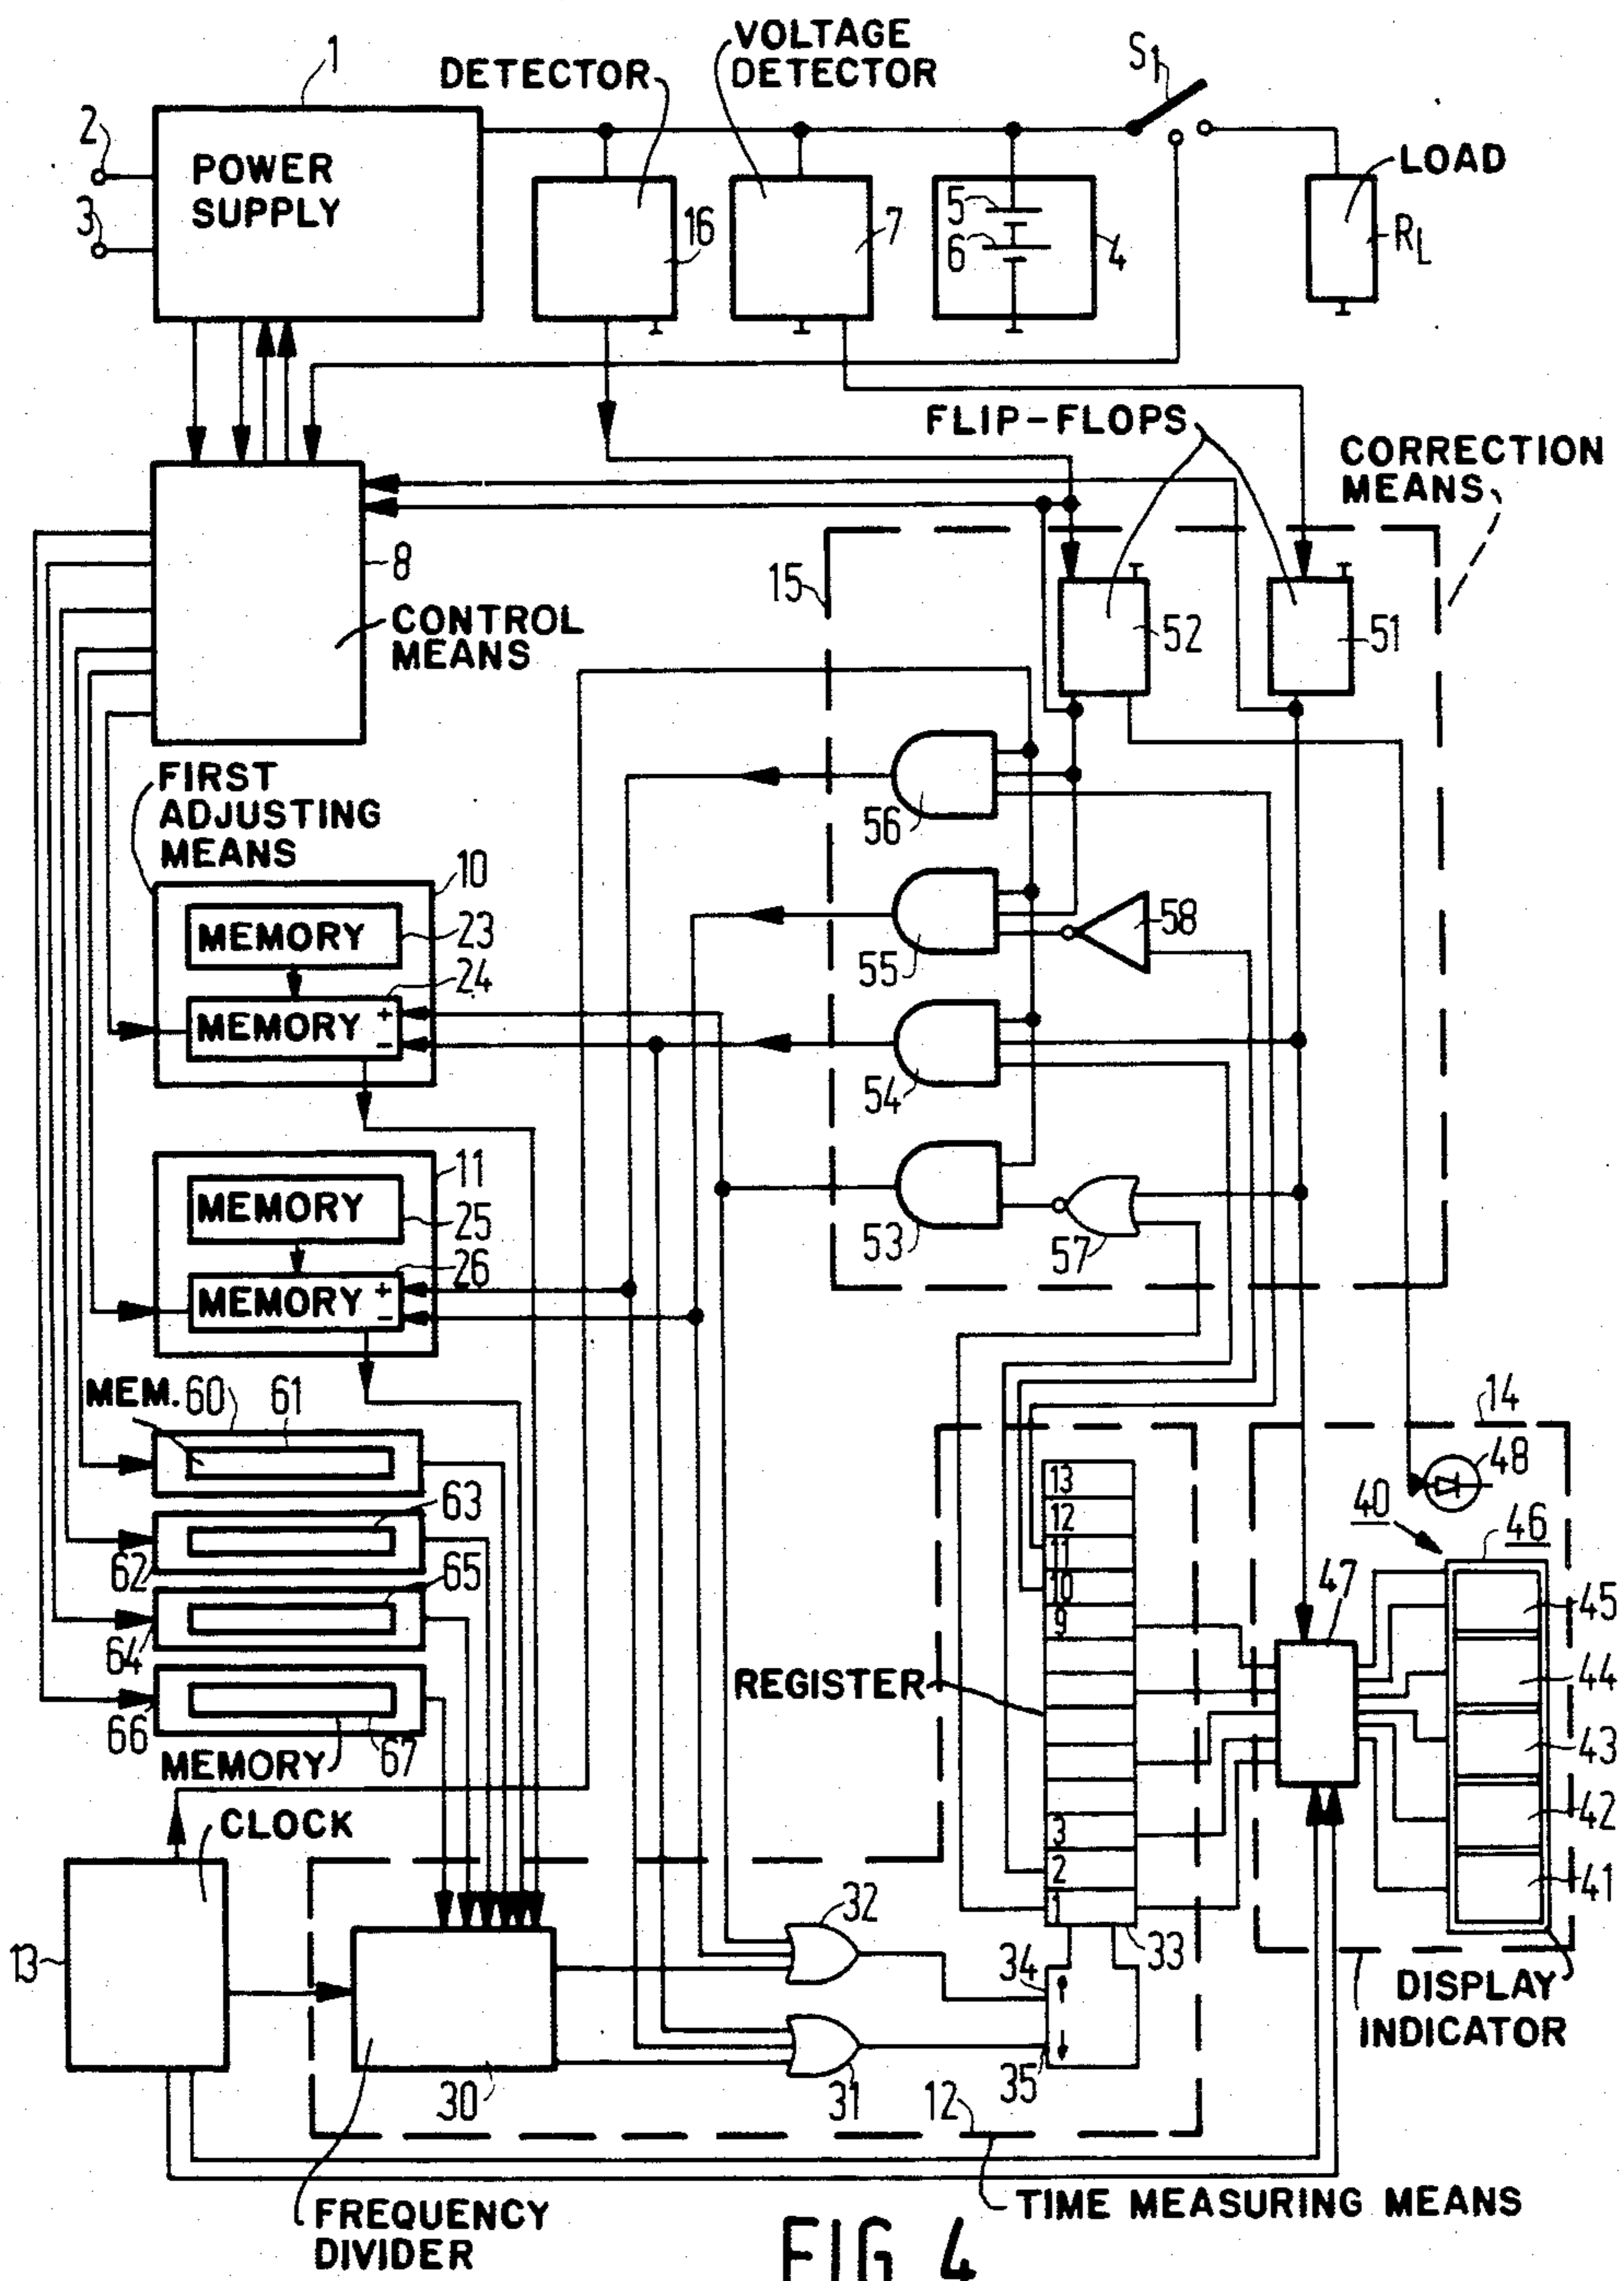 1
VOLTAGE
DETECTOR
DETECTOR
S1
2
POWER
SUPPLY
3
16
7
5
6
4
LOAD
RL
FLIP-FLOPS
CORRECTION
MEANS
8
15
CONTROL
MEANS
52
51
FIRST
ADJUSTING
MEANS
56
10
MEMORY
23
58
55
24
MEMORY
+
−
54
11
MEMORY
25
53
57
26
MEMORY
+
−
MEM. 60
61
14
48
13
12
11
10
9
40
46
63
62
47
45
65
64
44
REGISTER
66
67
43
MEMORY
3
42
CLOCK
2
41
1
32
33
13
34
DISPLAY
INDICATOR
30
31
35
12
TIME MEASURING MEANS
FREQUENCY
DIVIDER
FIG 4